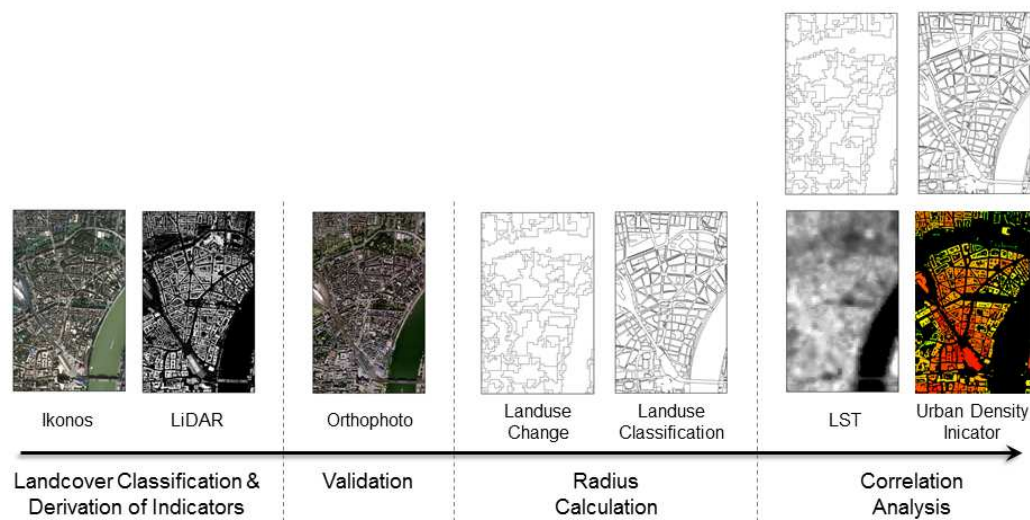 Ikonos
LiDAR
Orthophoto
Landuse
Change
Landuse
Classification
LST
Urban Density
Inicator
Landcover Classification &
Derivation of Indicators
Validation
Radius
Calculation
Correlation
Analysis